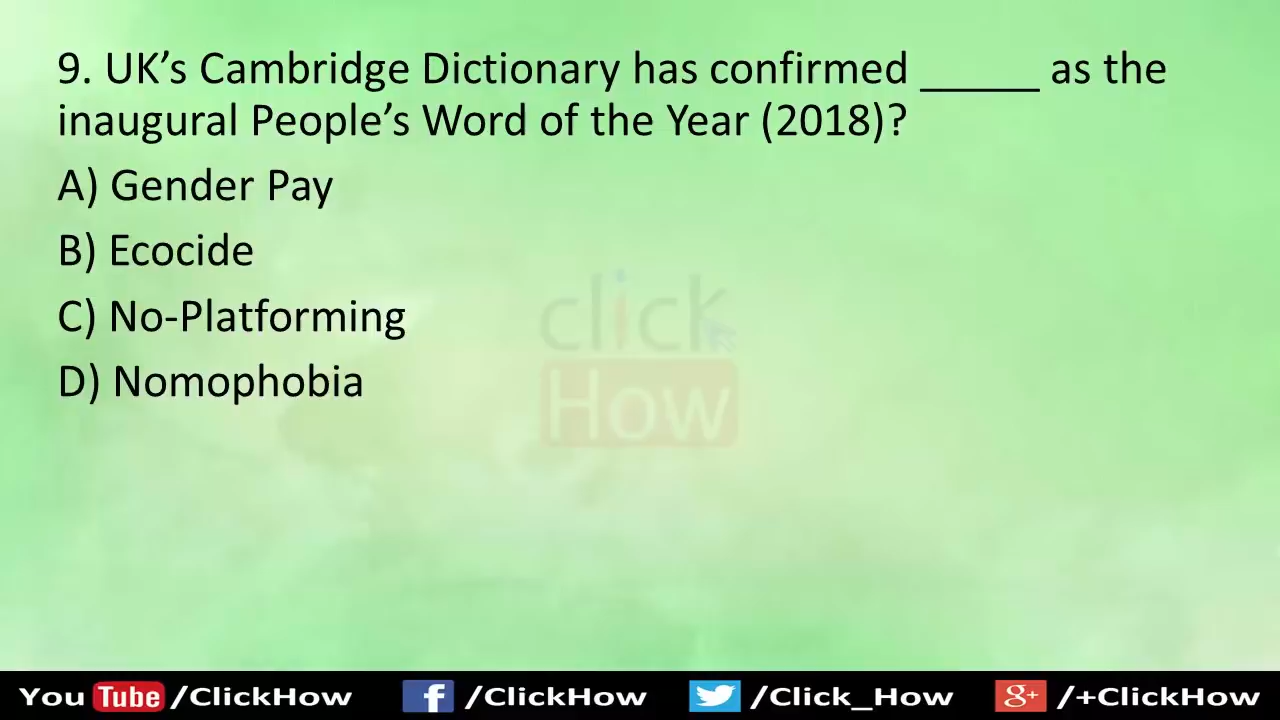 9. UK’s Cambridge Dictionary has confirmed _____ as the
inaugural People’s Word of the Year (2018)?
A) Gender Pay
B) Ecocide
C) No-Platforming
D) Nomophobia
click
How
You Tube /ClickHow f /ClickHow /Click_How g+ /+ClickHow